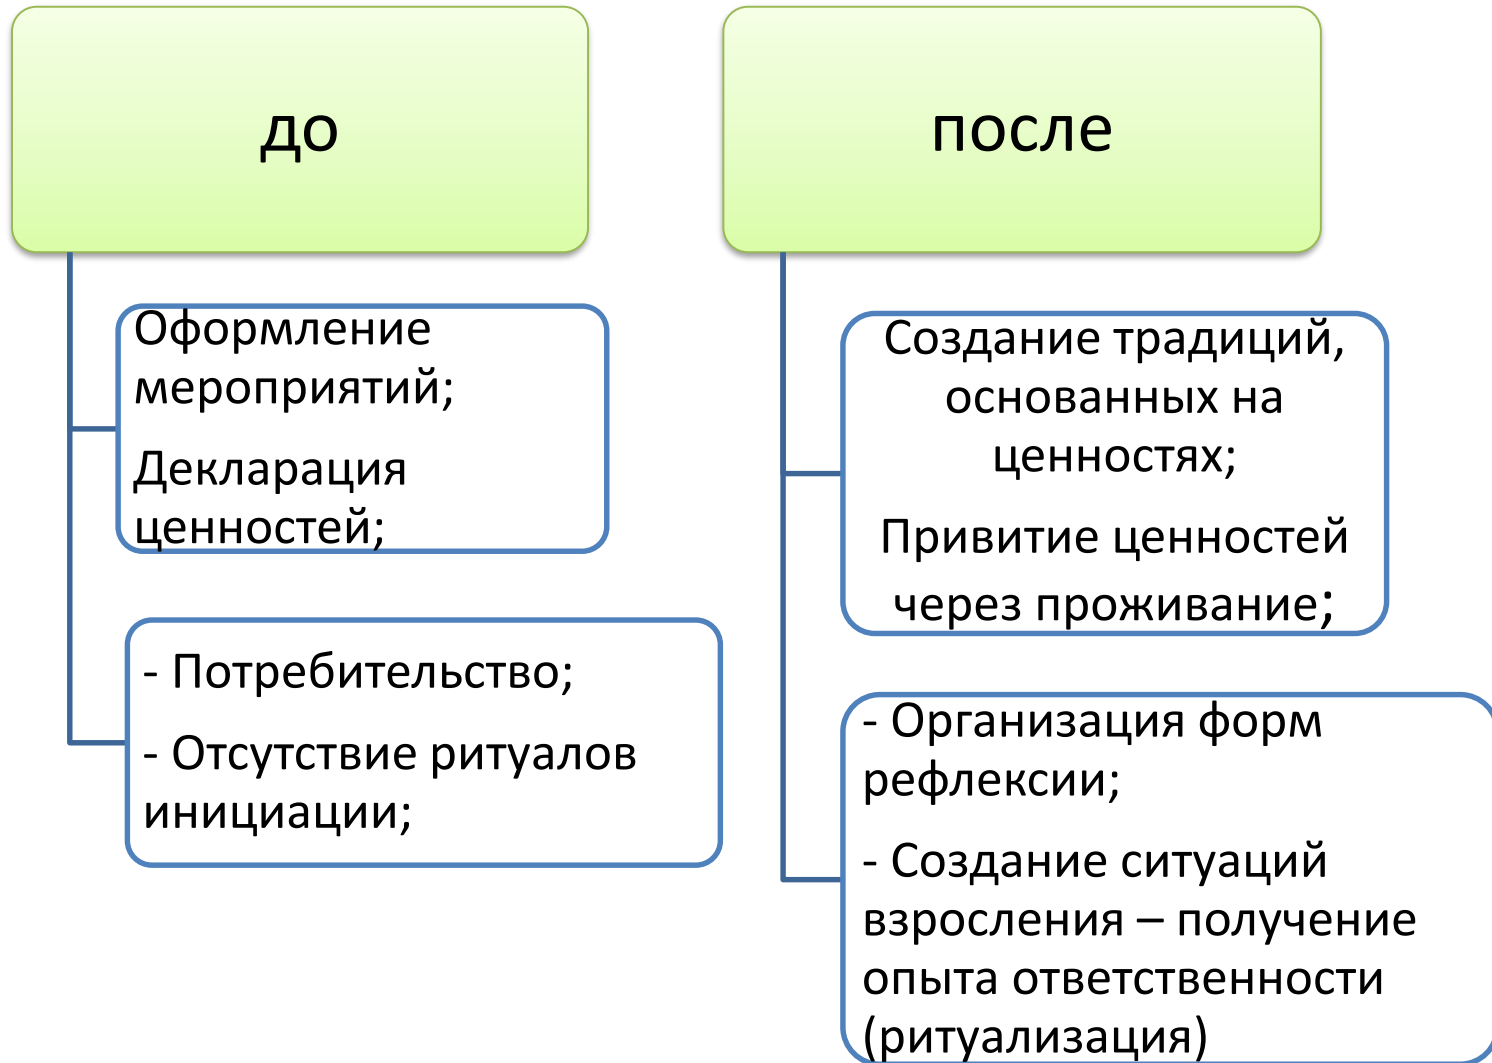 до
Оформление
мероприятий;
Декларация
ценностей;
- Потребительство;
- Отсутствие ритуалов
инициации;
после
Создание традиций,
основанных на
ценностях;
Привитие ценностей
через проживание;
- Организация форм
рефлексии;
- Создание ситуаций
взросления – получение
опыта ответственности
(ритуализация)